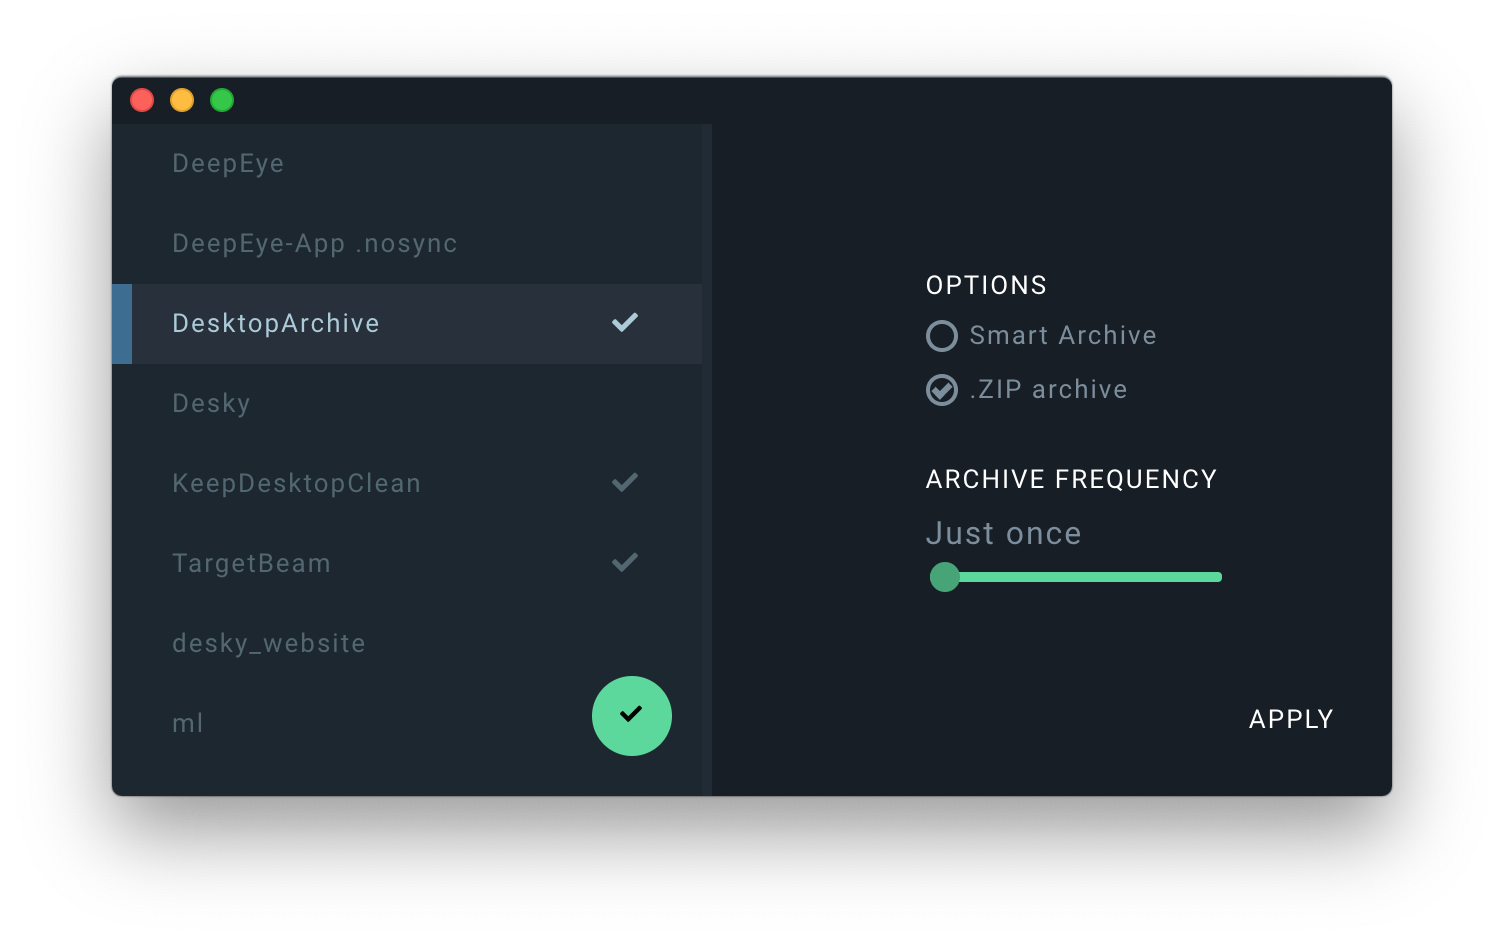 DeepEye
DeepEye-App .nosync
DesktopArchive
Desky
KeepDesktopClean
TargetBeam
desky_website
ml
OPTIONS
Smart Archive
.ZIP archive
ARCHIVE FREQUENCY
Just once
APPLY